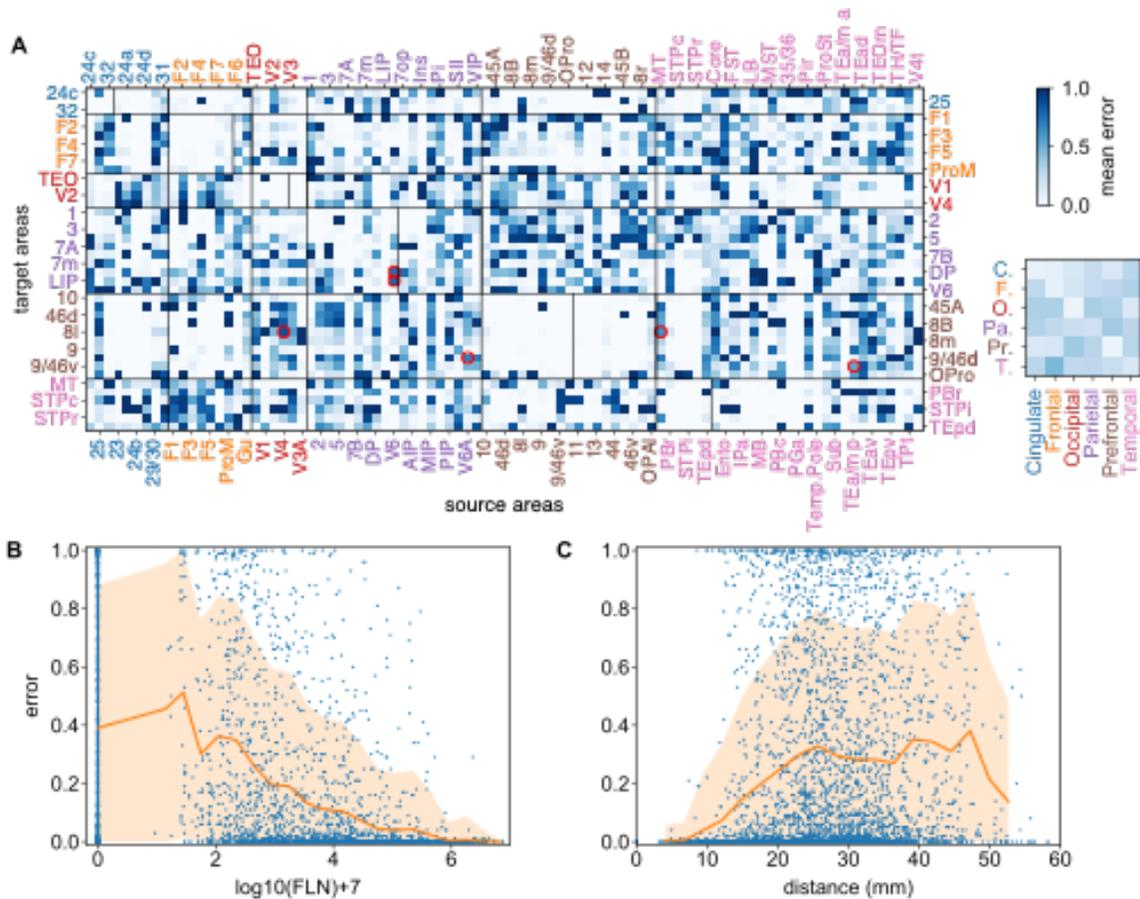 A
24c 32 24a 24d 31 F2 F4 F7 F6 TEO V2 V3 1 3 7A 7m LIP 7op Ins Pi SII VIP 45A 8B 8m 9/46d OPro 12 14 45B 8r MT STPc STPr Core FST LB MST 35/36 Pir ProSt TEa/m a TEad TEO/m TH/TF V4t
24c
32
F2
F4
F7
TEO
V2
1
3
7A
7m
LIP
10
46d
8l
9
9/46v
MT
STPc
STPr
target areas
25
F1
F3
F5
ProM
V1
V4
2
5
7B
DP
V6
45A
8B
8m
9/46d
OPro
PBr
STPi
TEpd
25 23 24b 29/30 F1 F3 F5 ProM Gu V1 V4 V3A 2 5 7B DP V6 AIP MIP PIP V6A 10 46d 8l 9 9/46v 11 13 44 46v OPAl PBr STPi TEpd Ento IPa MB PBc PGa Temp.Pole Sub TEa/m p TEav TEpv TP1
source areas
1.0
0.5
0.0
mean error
C.
F.
O.
Pa.
Pr.
T.
Cingulate Frontal Occipital Parietal Prefrontal Temporal
B
1.0
0.8
0.6
0.4
0.2
0.0
error
0 2 4 6
log10(FLN)+7
C
1.0
0.8
0.6
0.4
0.2
0.0
0 10 20 30 40 50 60
distance (mm)